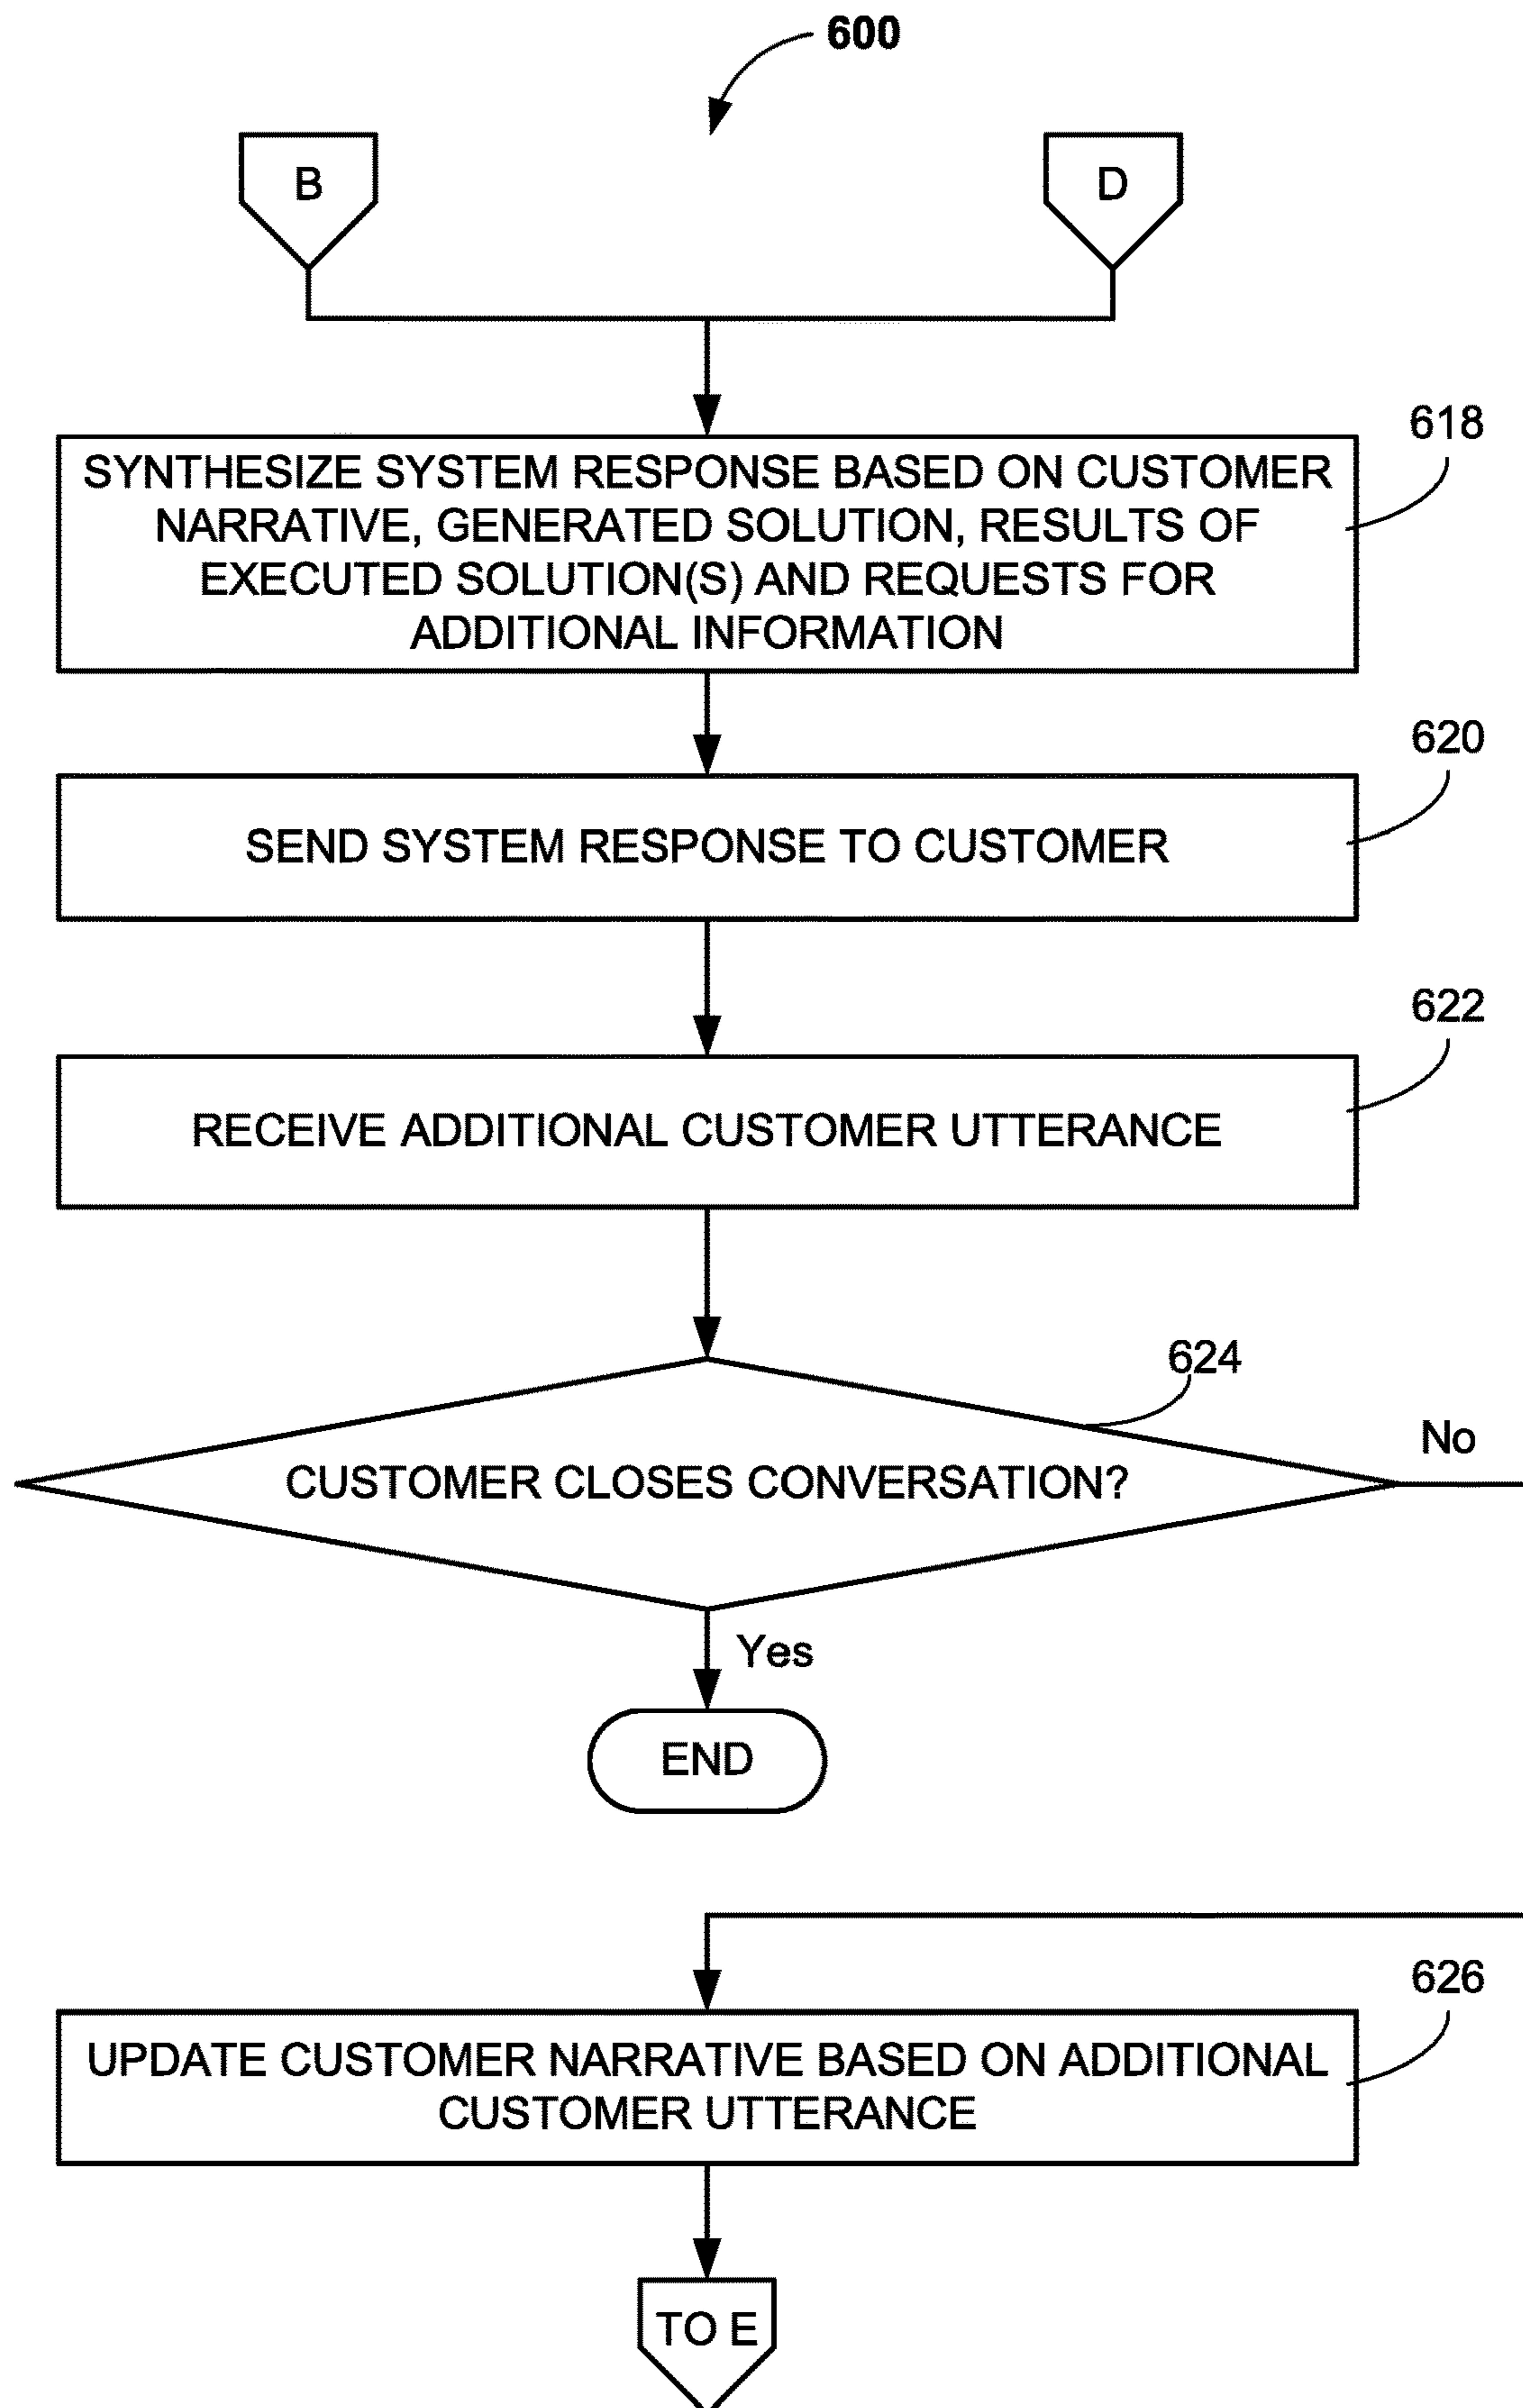 600
B
D
618
SYNTHESIZE SYSTEM RESPONSE BASED ON CUSTOMER
NARRATIVE, GENERATED SOLUTION, RESULTS OF
EXECUTED SOLUTION(S) AND REQUESTS FOR
ADDITIONAL INFORMATION
620
SEND SYSTEM RESPONSE TO CUSTOMER
622
RECEIVE ADDITIONAL CUSTOMER UTTERANCE
624
No
CUSTOMER CLOSES CONVERSATION?
Yes
END
626
UPDATE CUSTOMER NARRATIVE BASED ON ADDITIONAL
CUSTOMER UTTERANCE
TO E